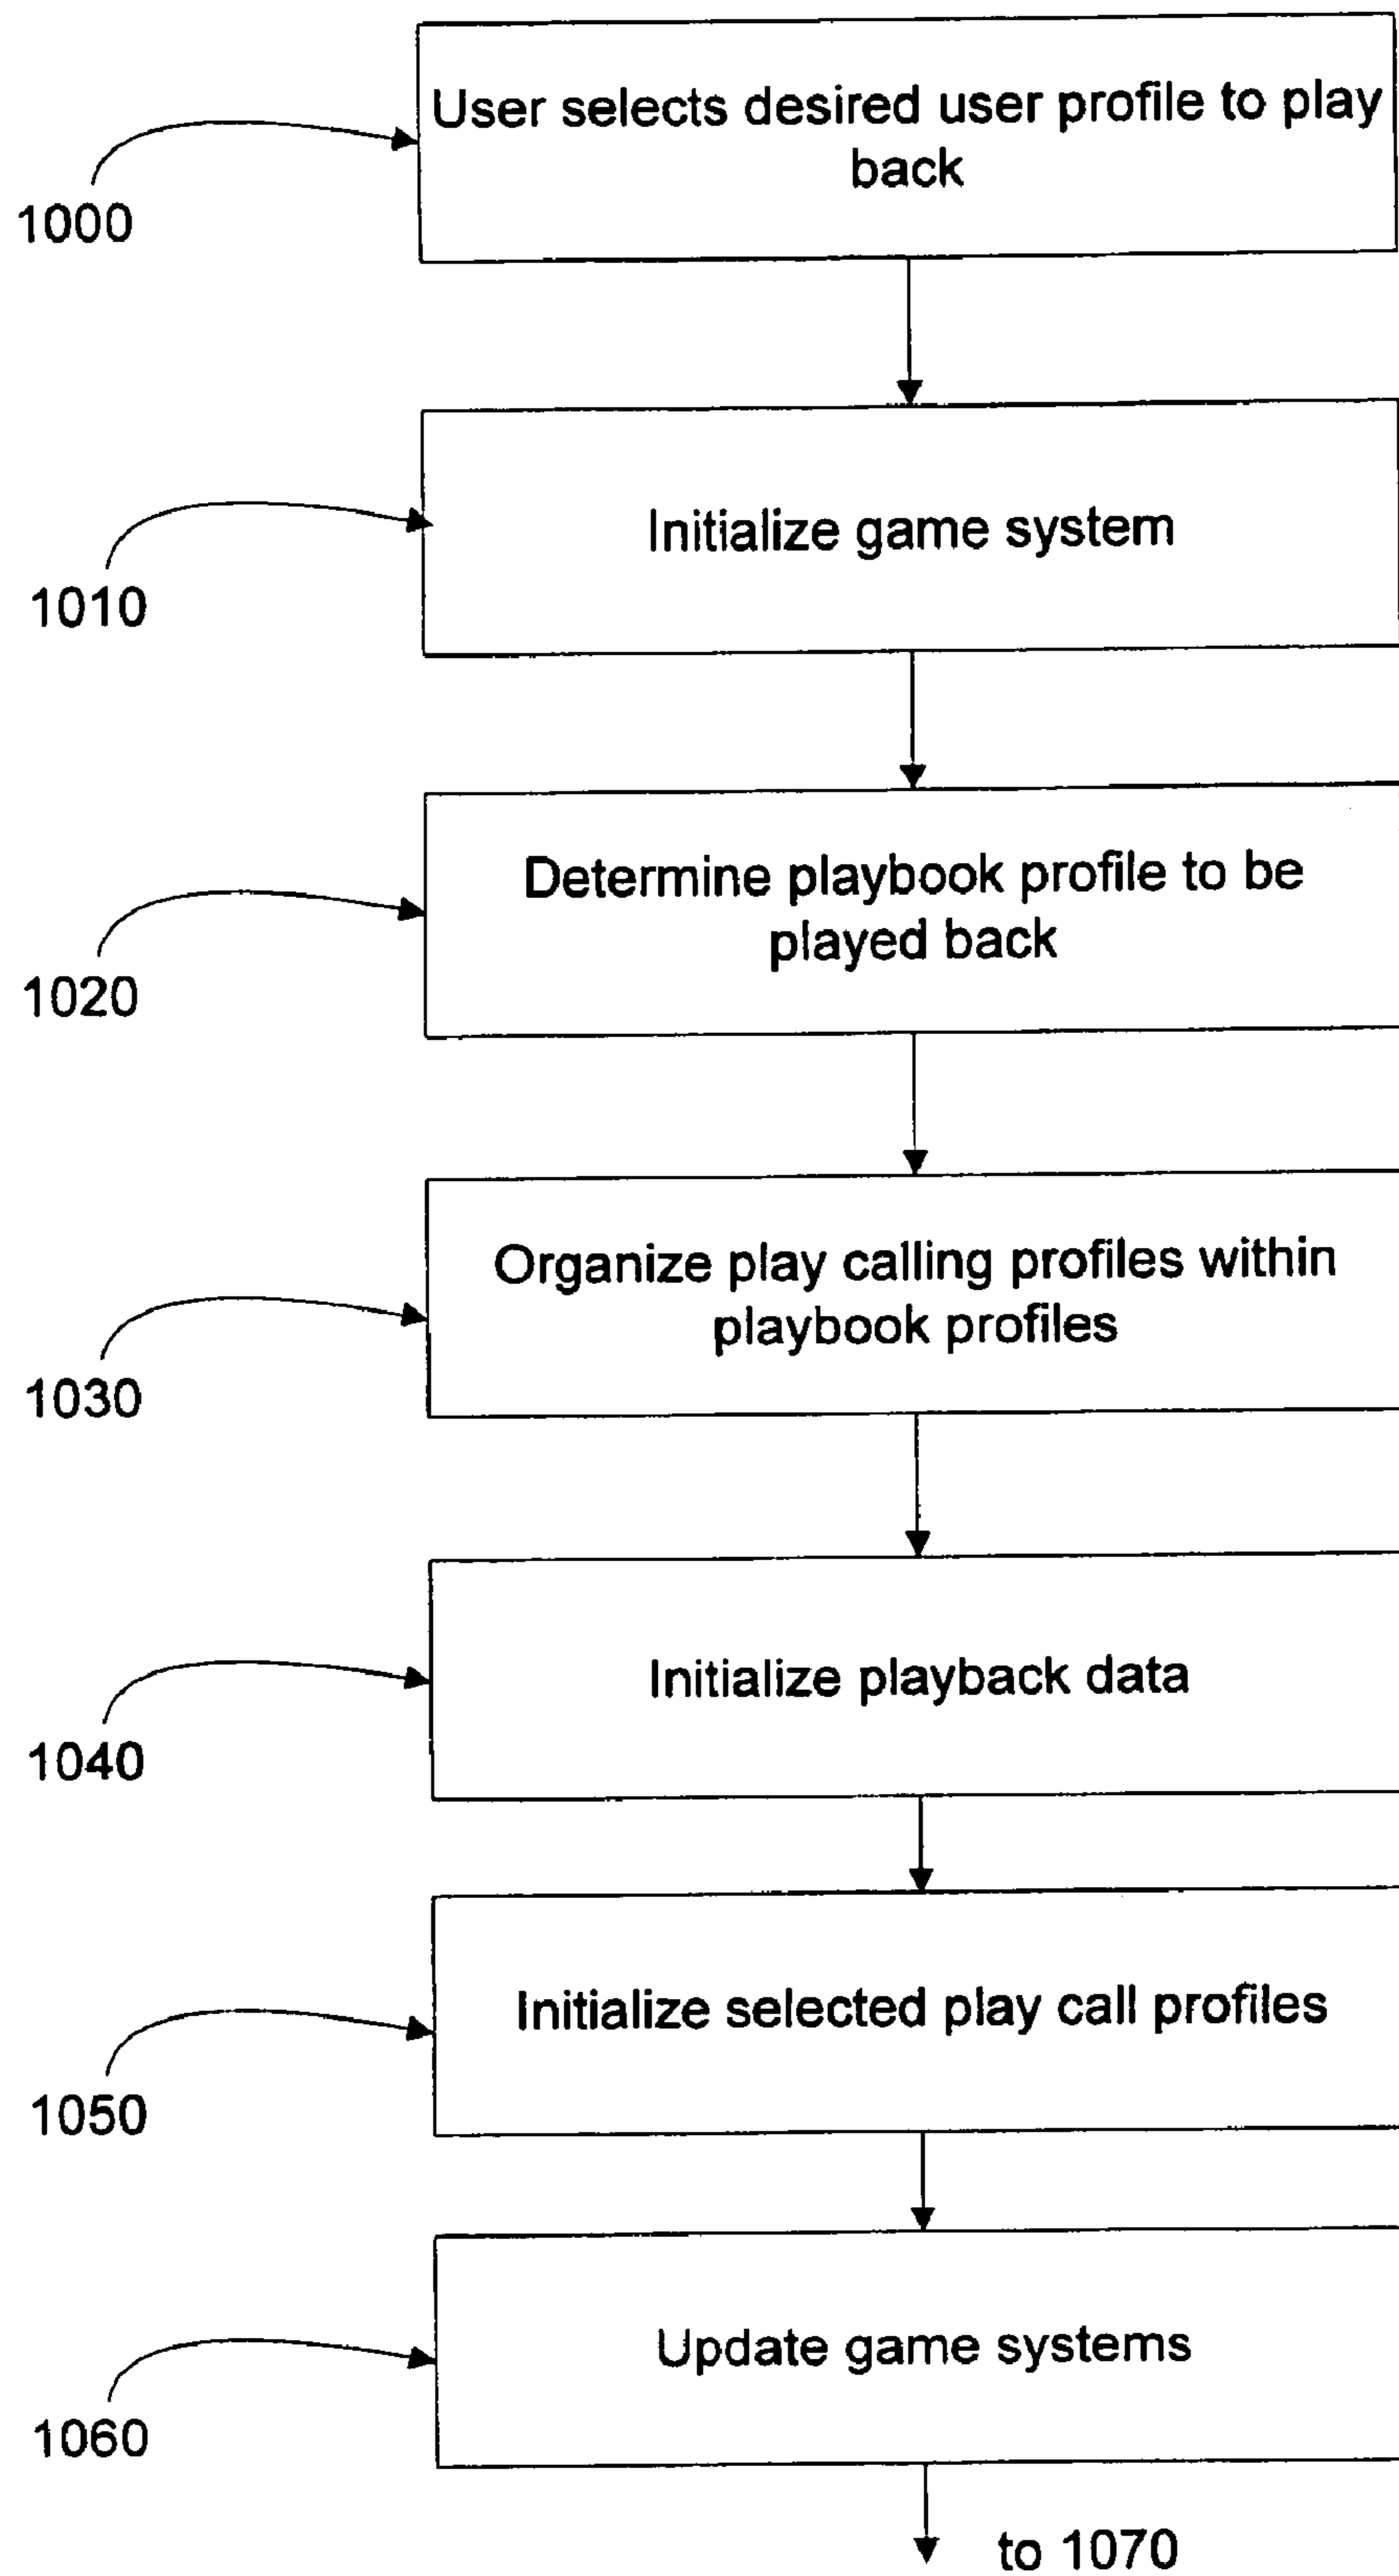 User selects desired user profile to play
back
1000
Initialize game system
1010
Determine playbook profile to be
played back
1020
Organize play calling profiles within
playbook profiles
1030
Initialize playback data
1040
Initialize selected play call profiles
1050
Update game systems
1060
to 1070